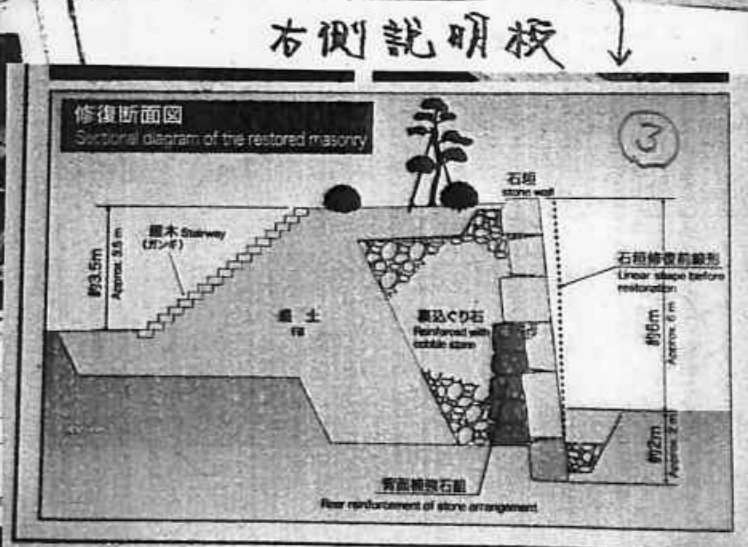 右側説明板
修復断面図
Sectional diagram of the restored masonry
③
石垣
stone wall
雁木 Stairway
(ガンギ)
約3.5m
Approx. 3.5 m
石垣修復前線形
Linear shape before
restoration
盛土
Fill
裏込ぐり石
Reinforced with
cobble stone
約6m
Approx. 6 m
約2m
Approx. 2 m
背面補強石組
Rear reinforcement of stone arrangement